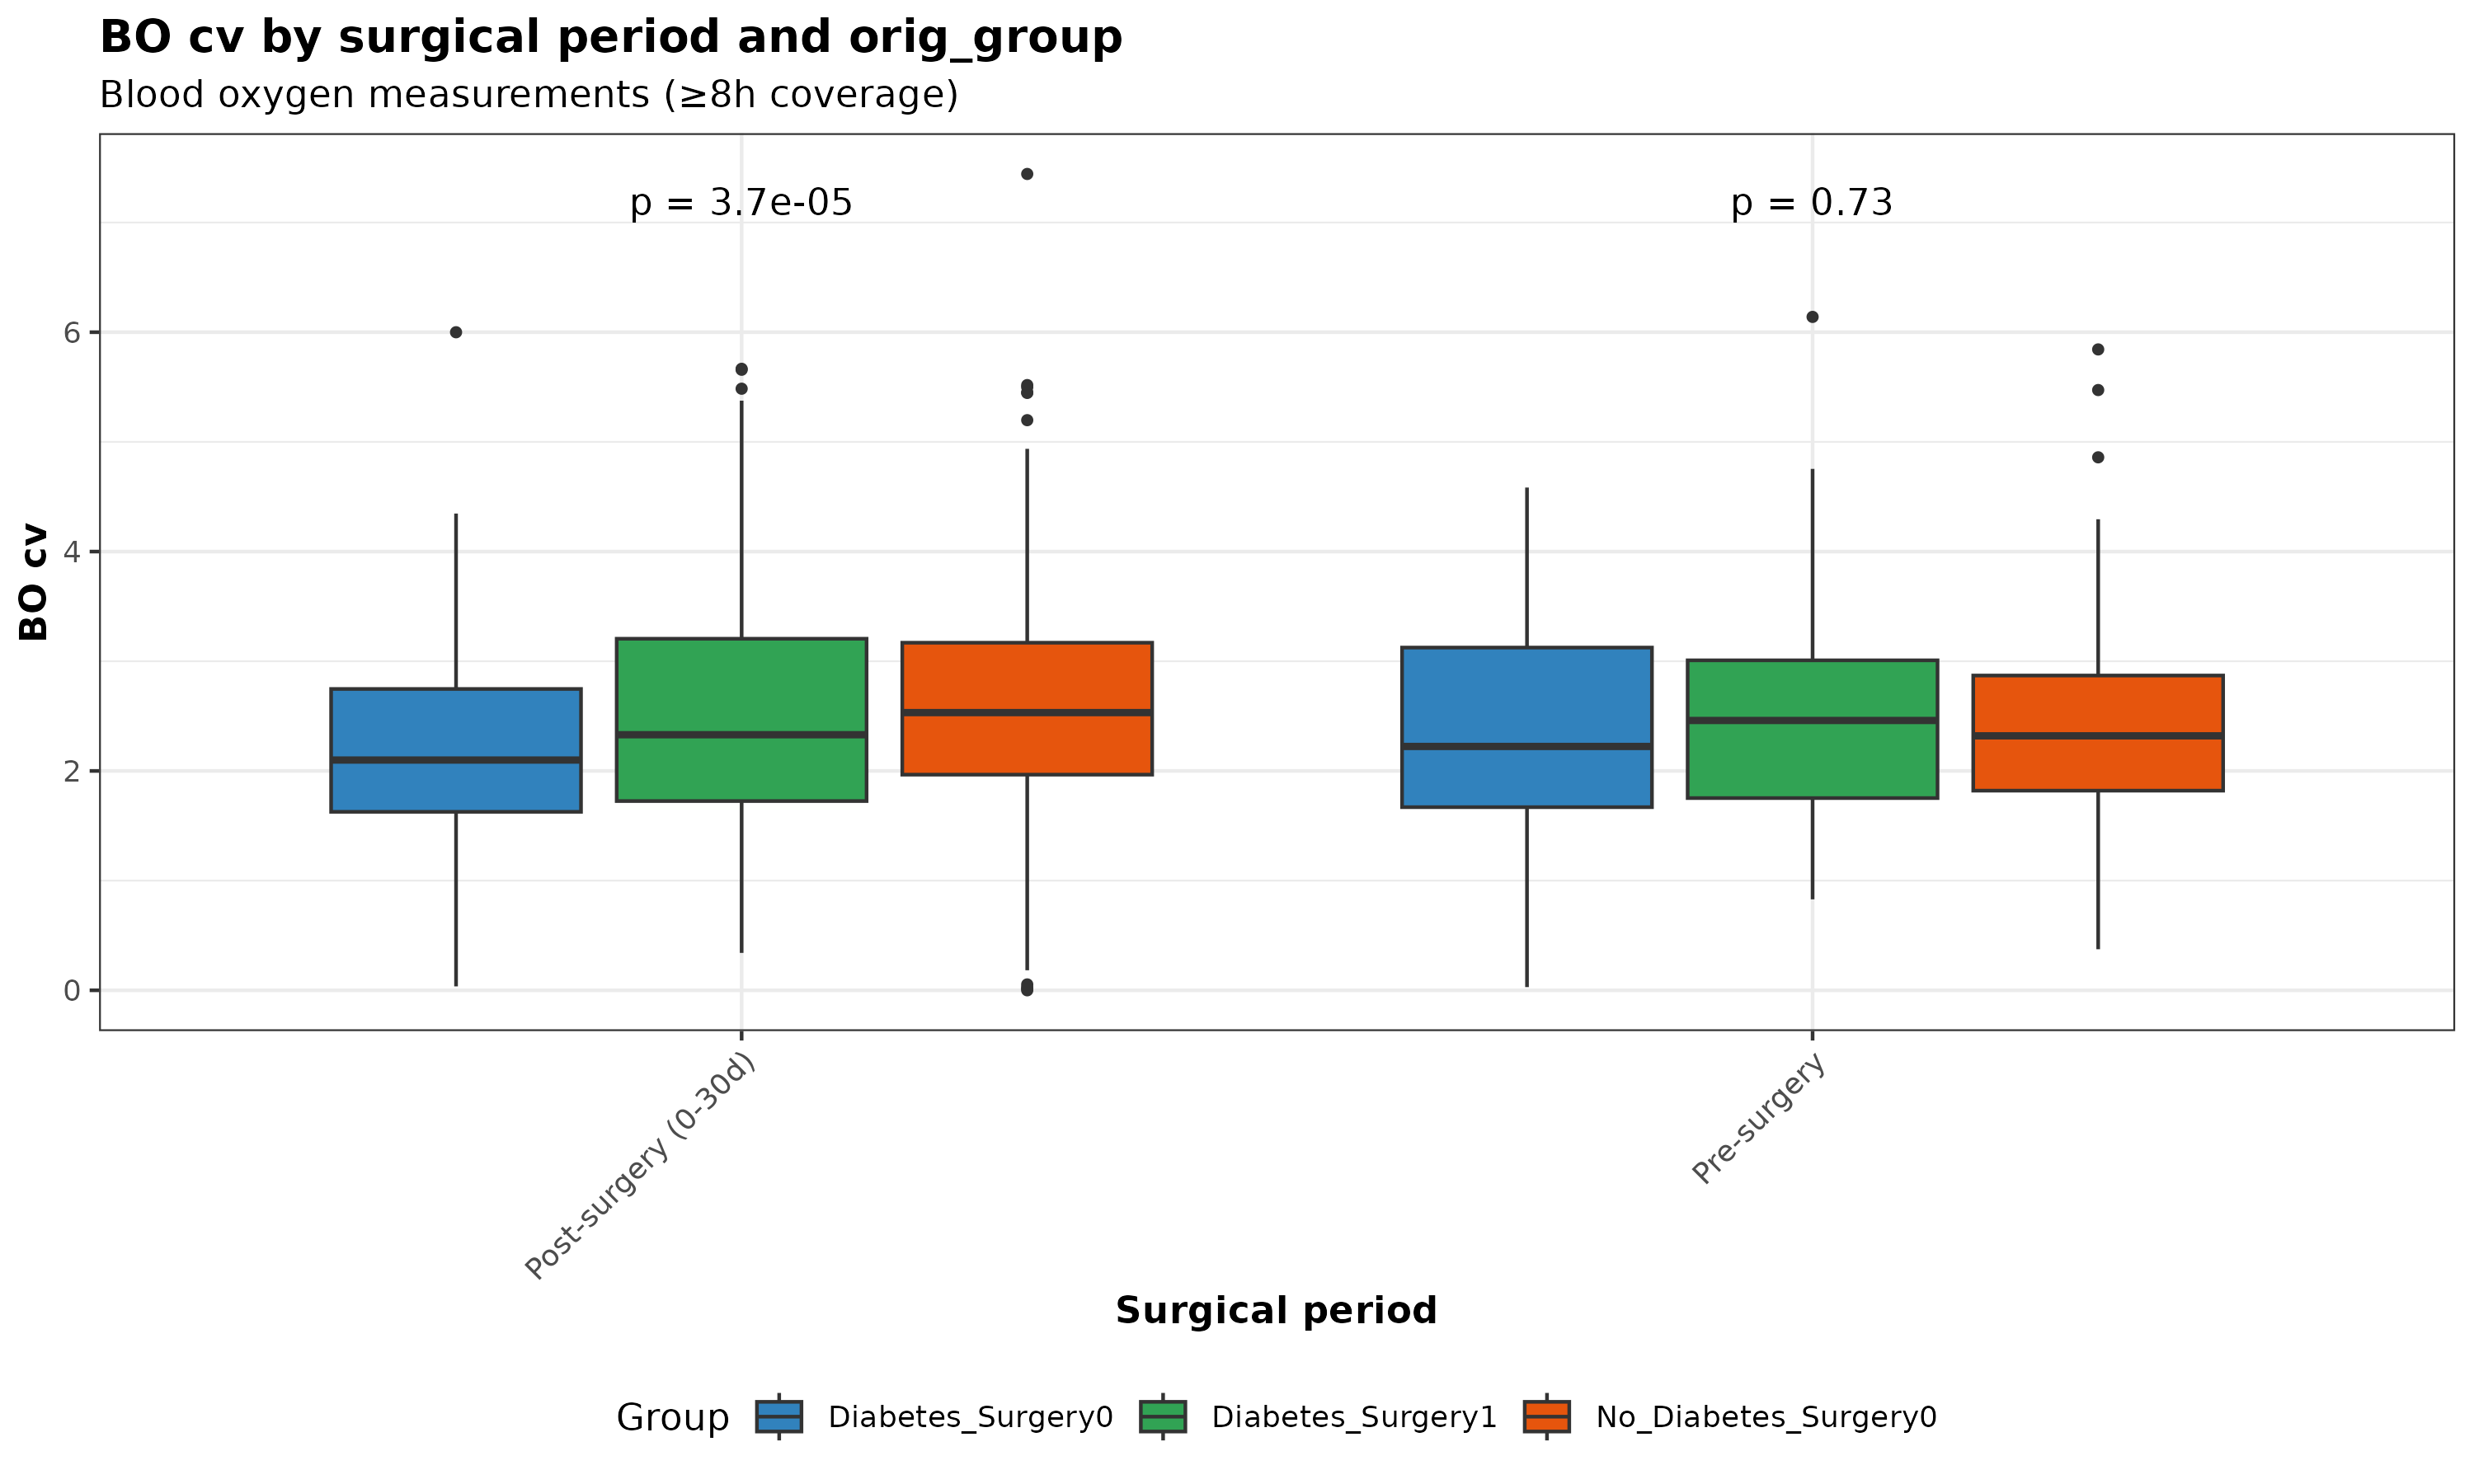 BO cv by surgical period and orig_group
Blood oxygen measurements (≥8h coverage)
p = 3.7e-05
p = 0.73
BO cv
6
4
2
0
Post-surgery (0-30d)
Pre-surgery
Surgical period
Group Diabetes_Surgery0 Diabetes_Surgery1 No_Diabetes_Surgery0